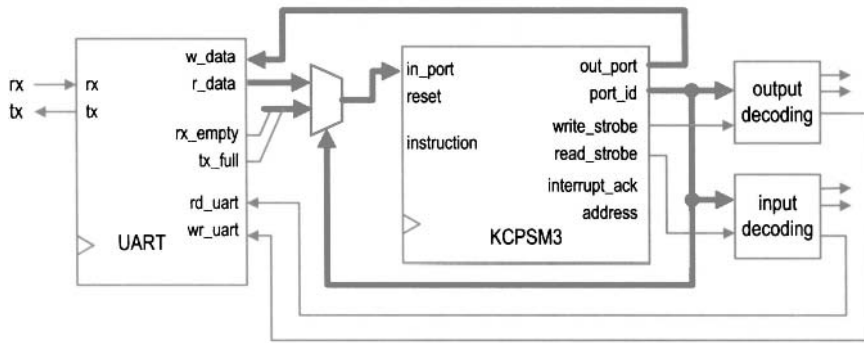 rx
tx
rx
tx
w_data
r_data
rx_empty
tx_full
rd_uart
wr_uart
UART
in_port
reset
instruction
out_port
port_id
write_strobe
read_strobe
interrupt_ack
address
KCPSM3
output
decoding
input
decoding